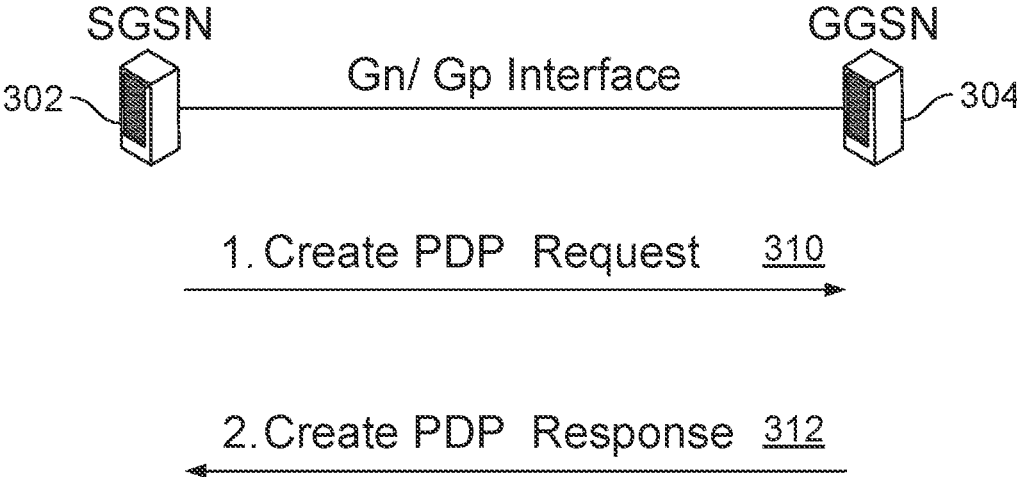 SGSN
GGSN
Gn/ Gp Interface
302
304
1. Create PDP Request 310
2. Create PDP Response 312